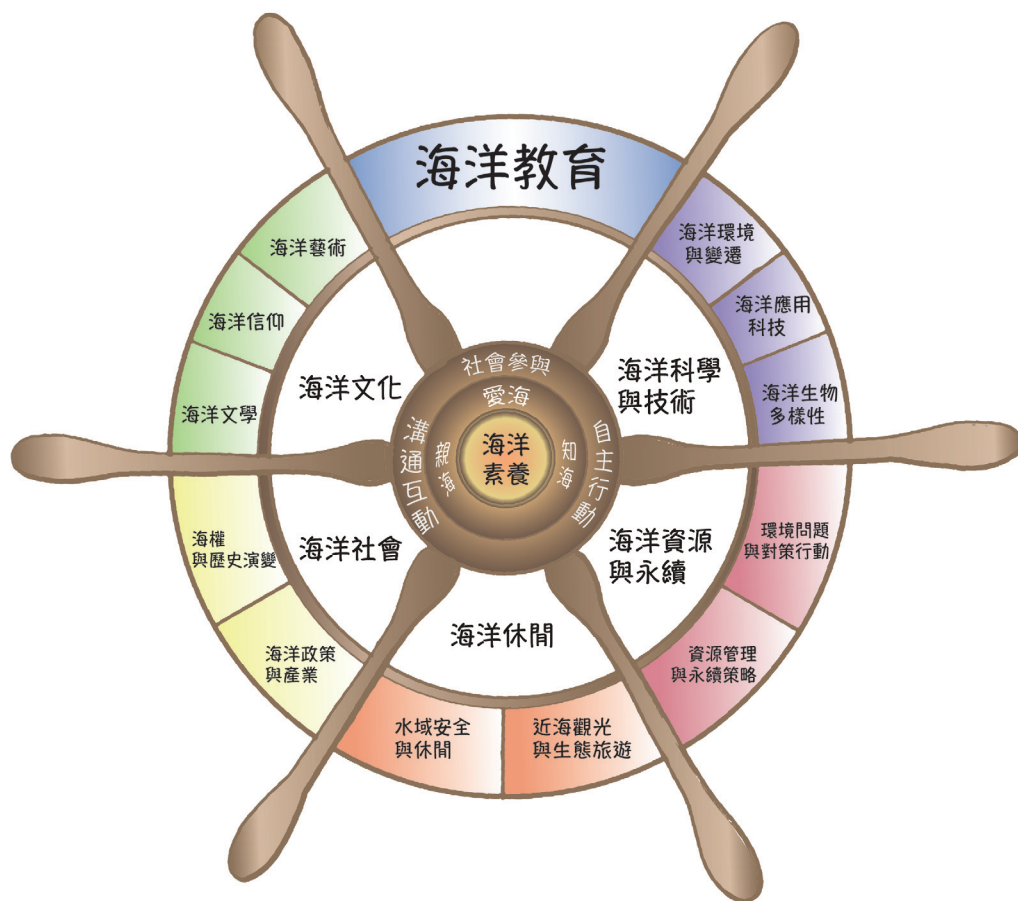 海洋教育
海洋環境
與變遷
海洋應用
科技
海洋生物
多樣性
環境問題
與對策行動
資源管理
與永續策略
近海觀光
與生態旅遊
水域安全
與休閒
海洋政策
與產業
海權
與歷史演變
海洋文學
海洋信仰
海洋藝術
海洋文化
海洋科學
與技術
海洋資源
與永續
海洋休閒
海洋社會
社會參與
自主行動
溝通互動
愛海
知海
親海
海洋
素養